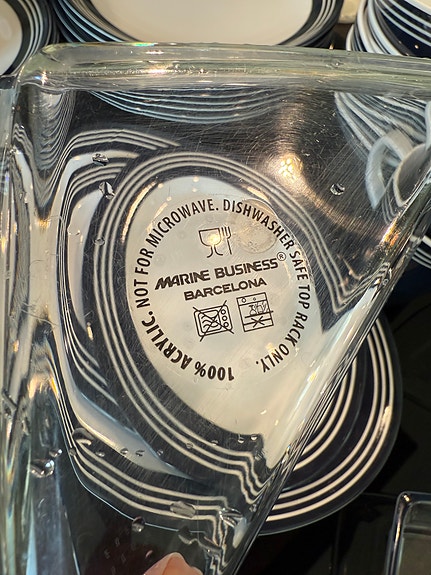 100% ACRYLIC. NOT FOR MICROWAVE. DISHWASHER SAFE TOP RACK ONLY.
MARINE BUSINESS®
BARCELONA